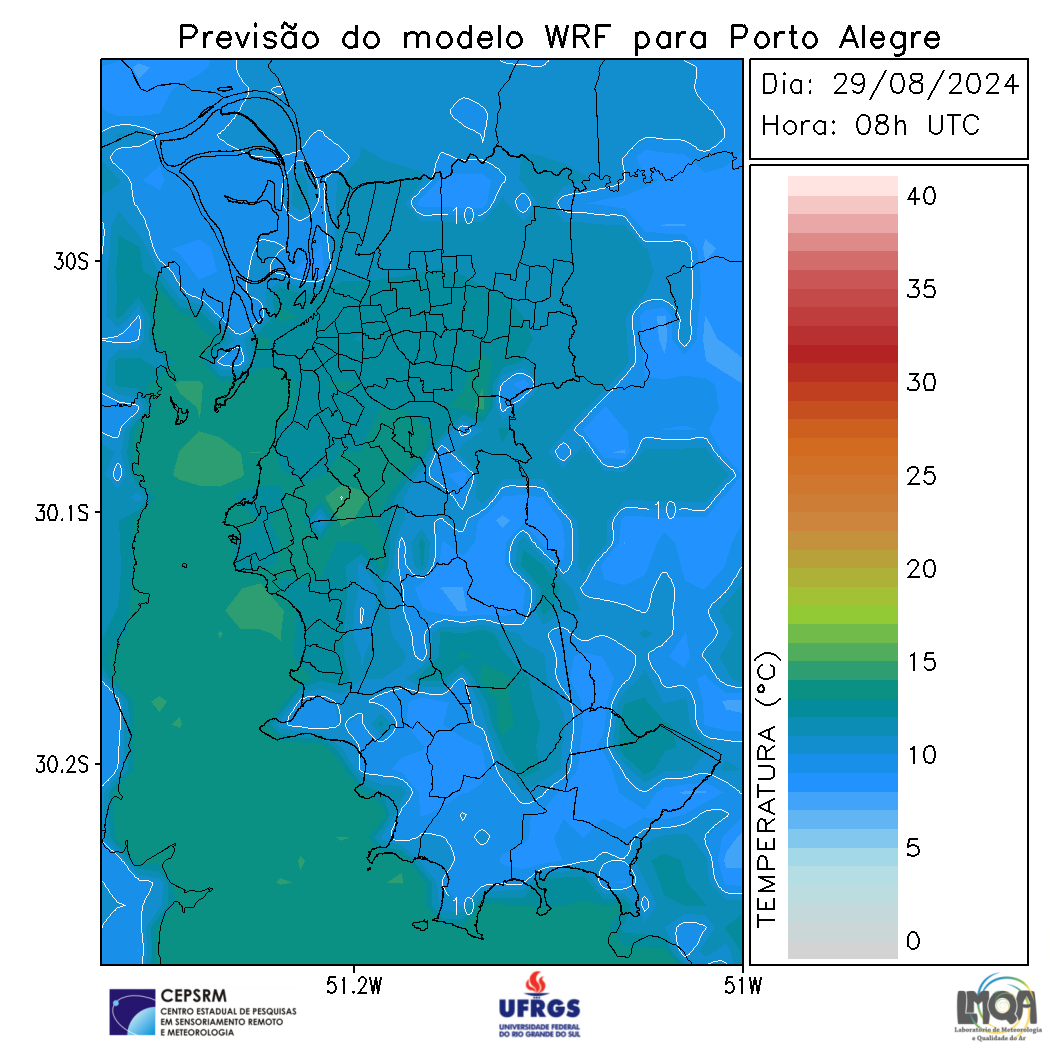 Previsão do modelo WRF para Porto Alegre
Dia: 29/08/2024
Hora: 08h UTC
40
35
30
25
20
15
10
5
0
TEMPERATURA (°C)
30S
30.1S
30.2S
10
10
10
51.2W
51W
CEPSRM
CENTRO ESTADUAL DE PESQUISAS
EM SENSORIAMENTO REMOTO
E METEOROLOGIA
UFRGS
UNIVERSIDADE FEDERAL
DO RIO GRANDE DO SUL
LMQA
Laboratório de Meteorologia
e Qualidade do Ar